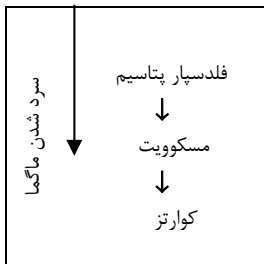 سرد شدن ماگما
فلدسپار پتاسیم
↓
مسکوویت
↓
کوارتز